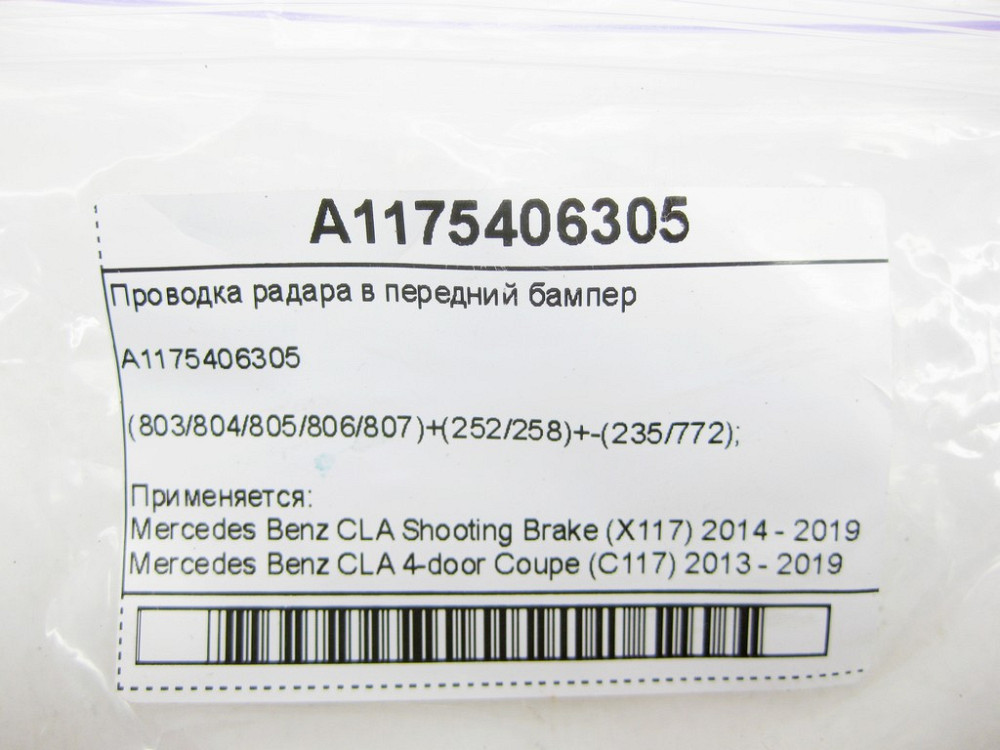 A1175406305
Проводка радара в передний бампер
A1175406305
(803/804/805/806/807)+(252/258)+-(235/772);
Применяется:
Mercedes Benz CLA Shooting Brake (X117) 2014 - 2019
Mercedes Benz CLA 4-door Coupe (C117) 2013 - 2019